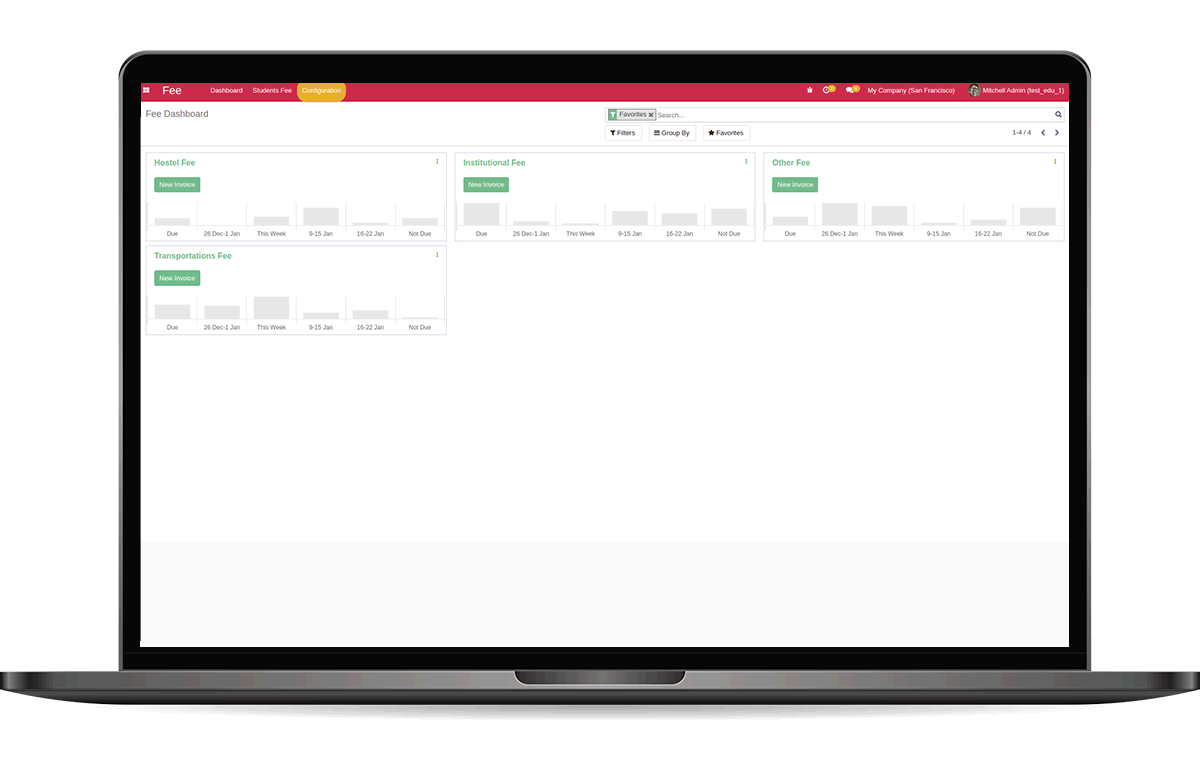 Fee Dashboard Students Fee Configuration My Company (San Francisco) Mitchell Admin (test_edu_1)
Fee Dashboard
Favorites Search...
Filters Group By Favorites 1-4 / 4
Hostel Fee
New Invoice
Due 26 Dec-1 Jan This Week 9-15 Jan 16-22 Jan Not Due
Institutional Fee
New Invoice
Due 26 Dec-1 Jan This Week 9-15 Jan 16-22 Jan Not Due
Other Fee
New Invoice
Due 26 Dec-1 Jan This Week 9-15 Jan 16-22 Jan Not Due
Transportations Fee
New Invoice
Due 26 Dec-1 Jan This Week 9-15 Jan 16-22 Jan Not Due